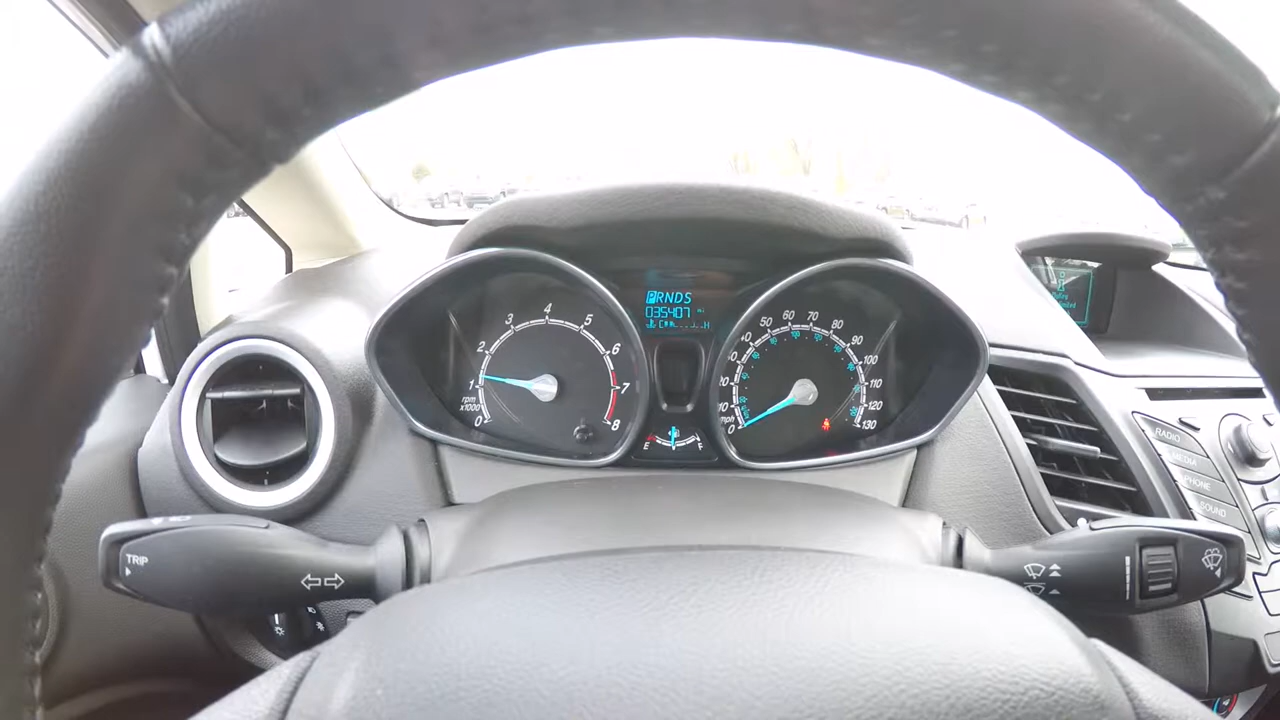 PRNDS
035407
C H
0 1 2 3 4 5 6 7 8
rpm
x1000
E F
0 10 20 30 40 50 60 70 80 90 100 110 120 130
mph
TRIP
RADIO
MEDIA
PHONE
SOUND